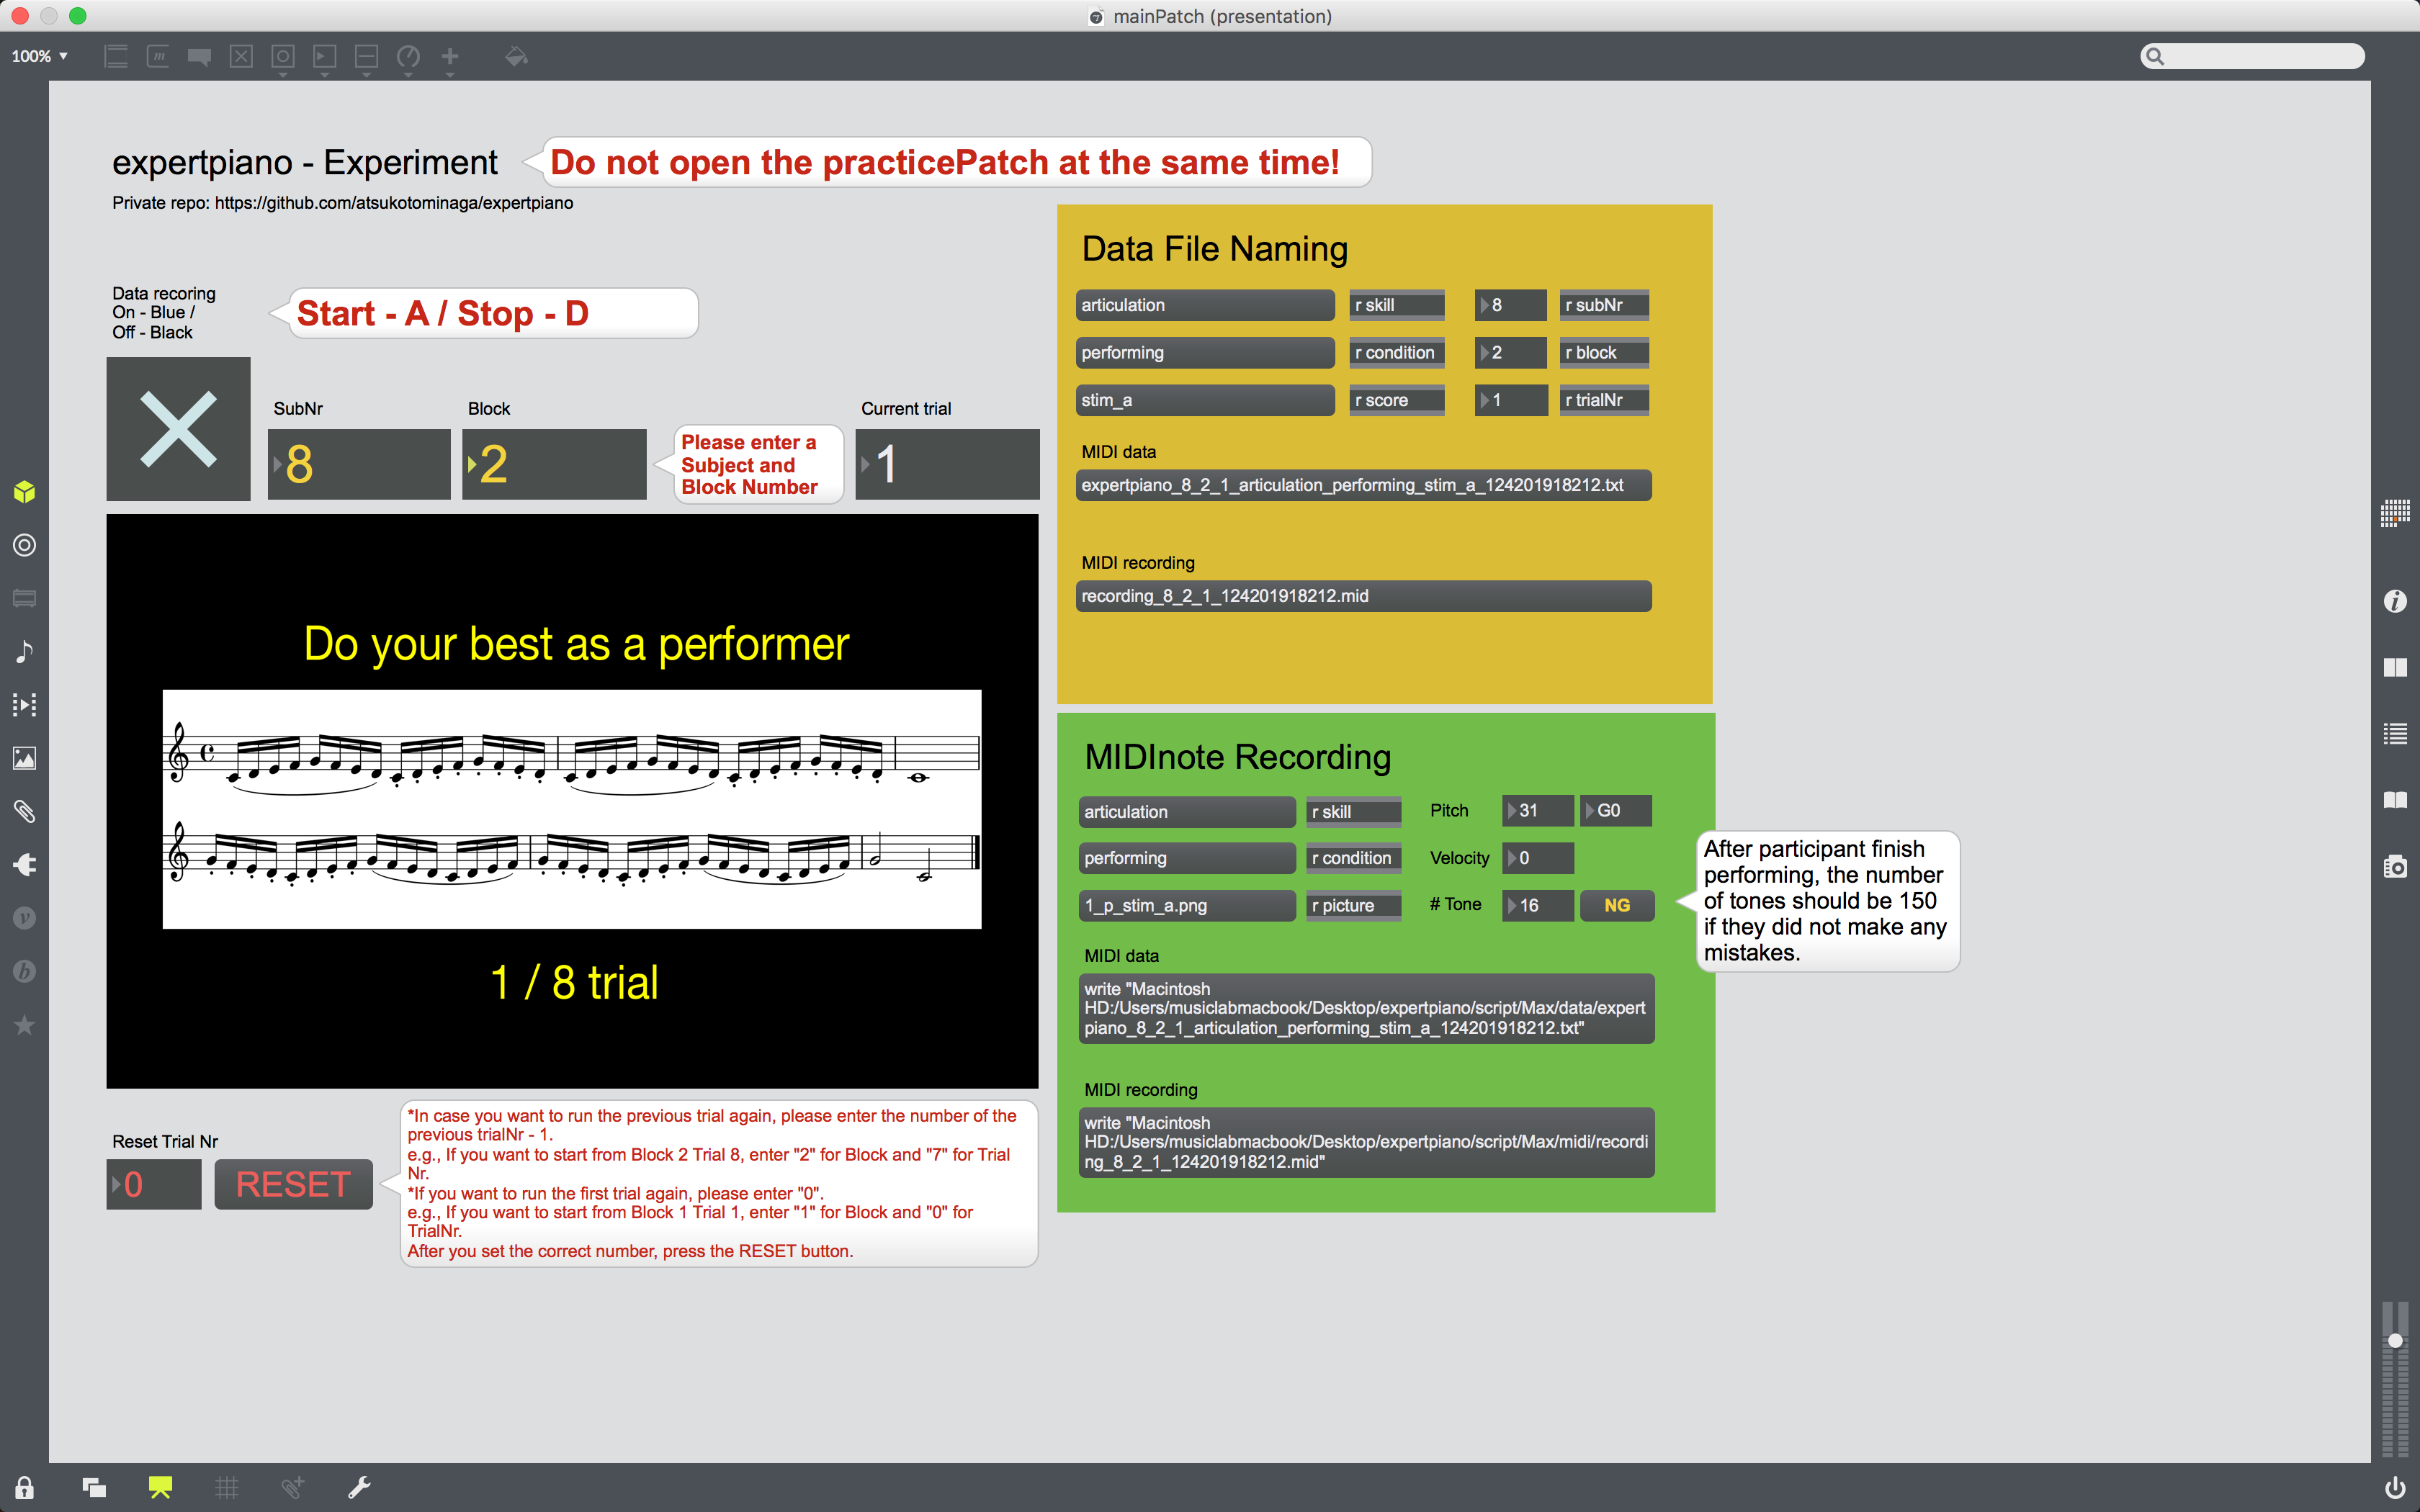 mainPatch (presentation)
100%
expertpiano - Experiment
Do not open the practicePatch at the same time!
Private repo: https://github.com/atsukotominaga/expertpiano
Data recoring
On - Blue /
Off - Black
Start - A / Stop - D
SubNr
Block
Current trial
8
2
Please enter a
Subject and
Block Number
1
Do your best as a performer
1 / 8 trial
Reset Trial Nr
0
RESET
*In case you want to run the previous trial again, please enter the number of the
previous trialNr - 1.
e.g., If you want to start from Block 2 Trial 8, enter "2" for Block and "7" for Trial
Nr.
*If you want to run the first trial again, please enter "0".
e.g., If you want to start from Block 1 Trial 1, enter "1" for Block and "0" for
TrialNr.
After you set the correct number, press the RESET button.
Data File Naming
articulation
r skill
8
r subNr
performing
r condition
2
r block
stim_a
r score
1
r trialNr
MIDI data
expertpiano_8_2_1_articulation_performing_stim_a_124201918212.txt
MIDI recording
recording_8_2_1_124201918212.mid
MIDInote Recording
articulation
r skill
Pitch
31
G0
performing
r condition
Velocity
0
1_p_stim_a.png
r picture
# Tone
16
NG
After participant finish
performing, the number
of tones should be 150
if they did not make any
mistakes.
MIDI data
write "Macintosh
HD:/Users/musiclabmacbook/Desktop/expertpiano/script/Max/data/expert
piano_8_2_1_articulation_performing_stim_a_124201918212.txt"
MIDI recording
write "Macintosh
HD:/Users/musiclabmacbook/Desktop/expertpiano/script/Max/midi/recordi
ng_8_2_1_124201918212.mid"